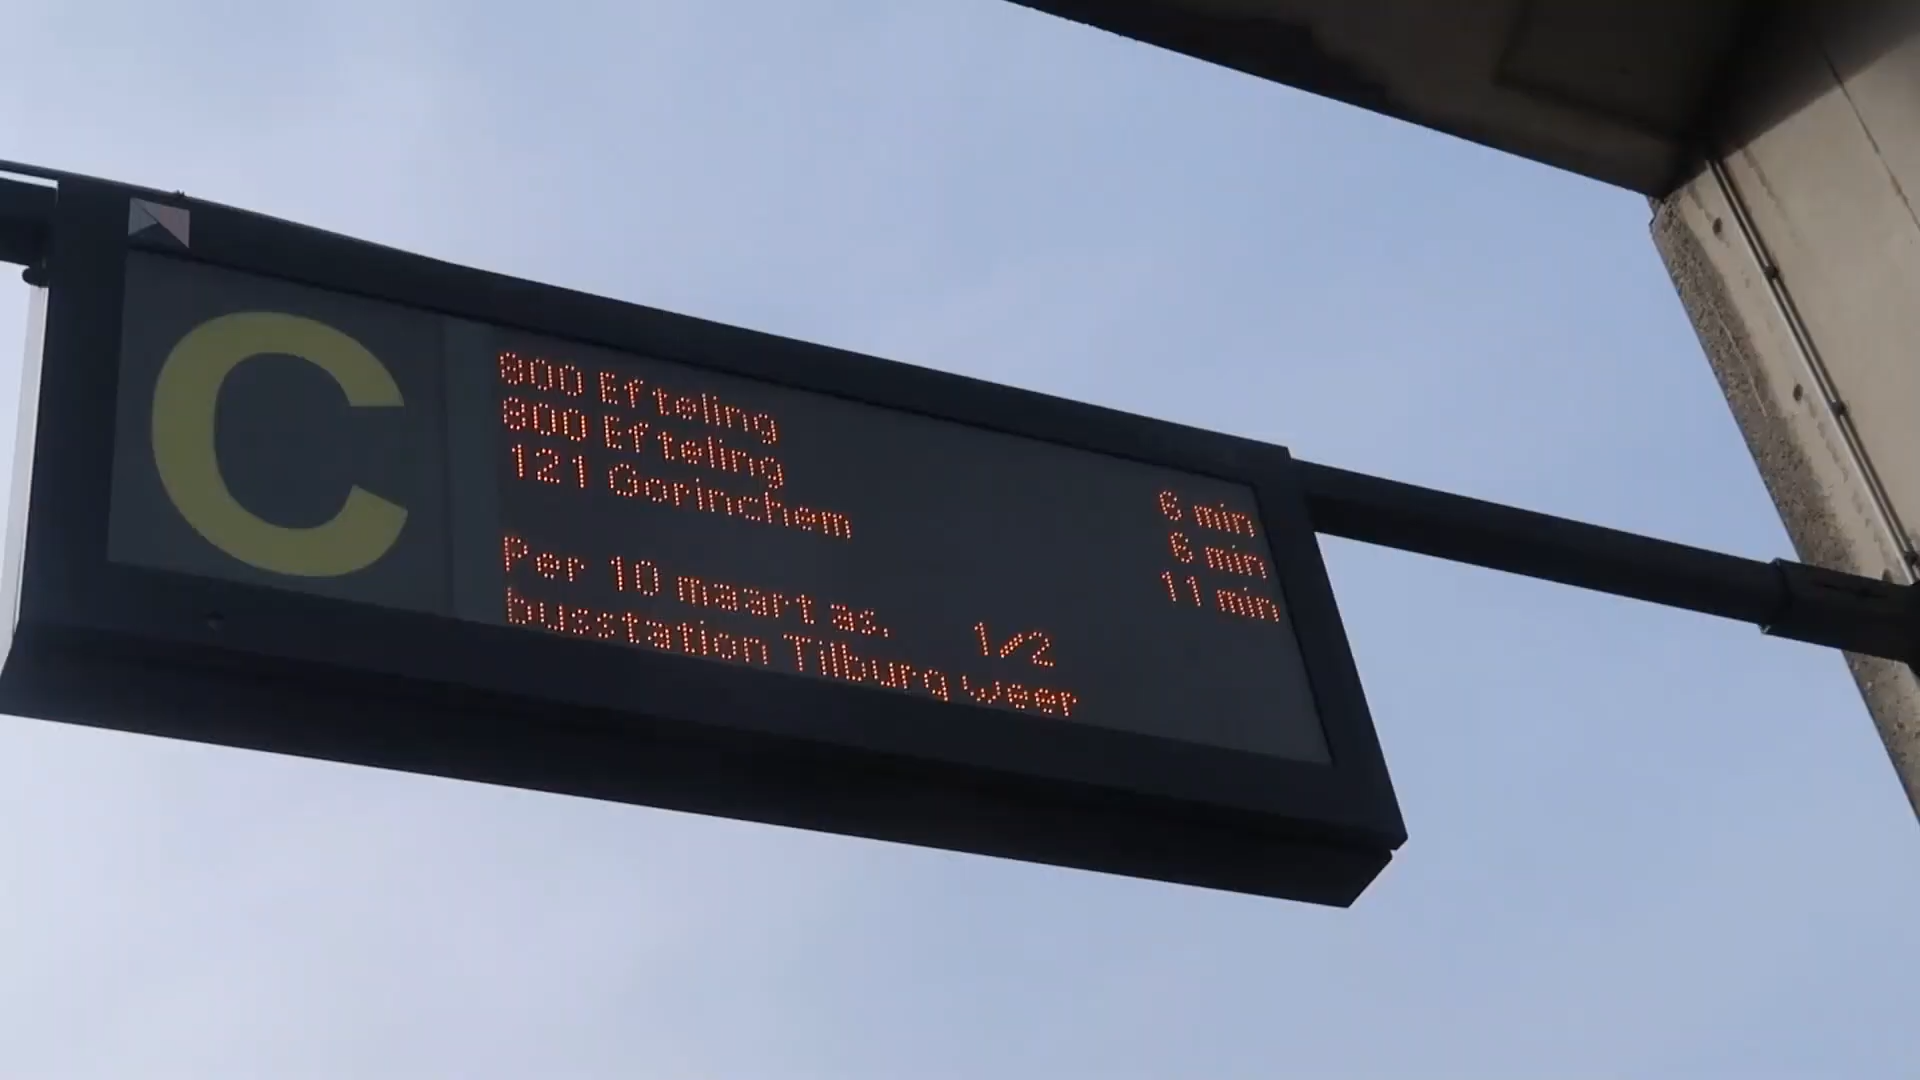 C
800 Efteling 6 min
800 Efteling 6 min
121 Gorinchem 11 min
Per 10 maart as. 1/2
busstation Tilburg weer